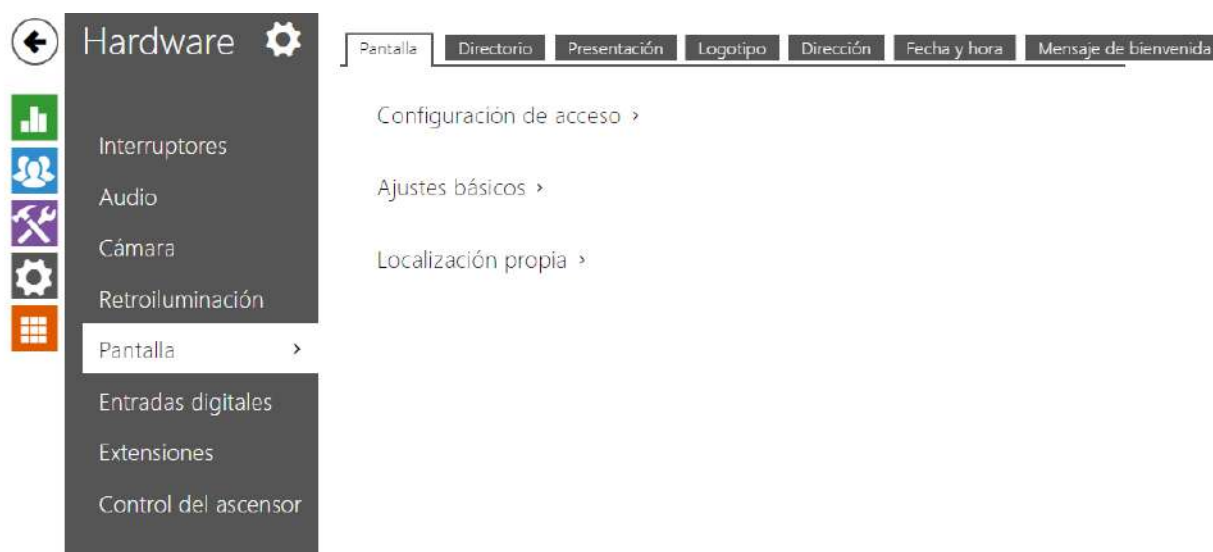 Hardware
Pantalla Directorio Presentación Logotipo Dirección Fecha y hora Mensaje de bienvenida
Configuración de acceso ›
Interruptores
Ajustes básicos ›
Audio
Cámara
Localización propia ›
Retroiluminación
Pantalla ›
Entradas digitales
Extensiones
Control del ascensor